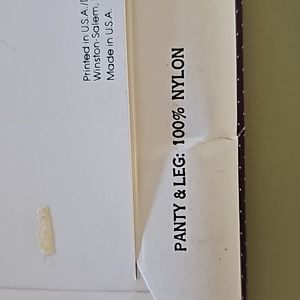 Printed in U.S.A.
Winston-Salem,
Made in U.S.A.
PANTY & LEG: 100% NYLON